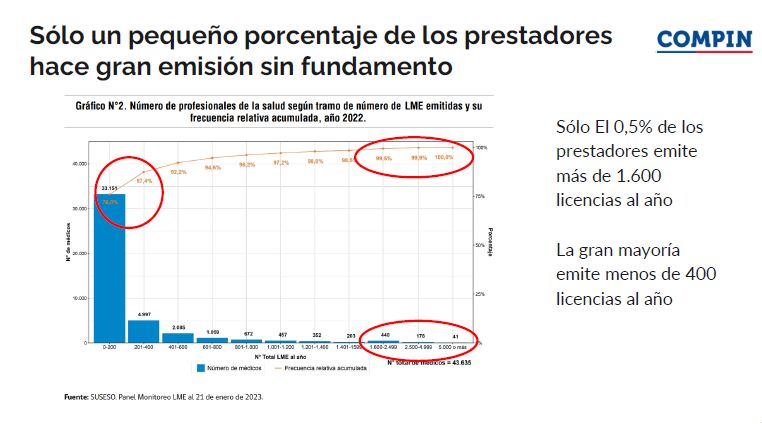 Sólo un pequeño porcentaje de los prestadores
hace gran emisión sin fundamento
COMPIN
Gráfico N°2. Número de profesionales de la salud según tramo de número de LME emitidas y su
frecuencia relativa acumulada, año 2022.
Sólo El 0,5% de los
prestadores emite
más de 1.600
licencias al año
La gran mayoría
emite menos de 400
licencias al año
40.000
30.000
20.000
10.000
0
N° de médicos
100%
75%
50%
25%
Porcentaje
87,4%
92,2%
94,6%
96,2%
97,2%
98,0%
99,5%
99,9%
100,0%
33.151
4.997
2.085
1.059
672
457
352
203
440
178
41
0-200
201-400
401-600
601-800
801-1.000
1.001-1.200
1.201-1.400
1.401-1599
1.600-2.499
2.500-4.999
5.000 o más
N° Total LME al año
N° total de médicos = 43.635
Número de médicos
Frecuencia relativa acumulada
Fuente: SUSESO. Panel Monitoreo LME al 21 de enero de 2023.